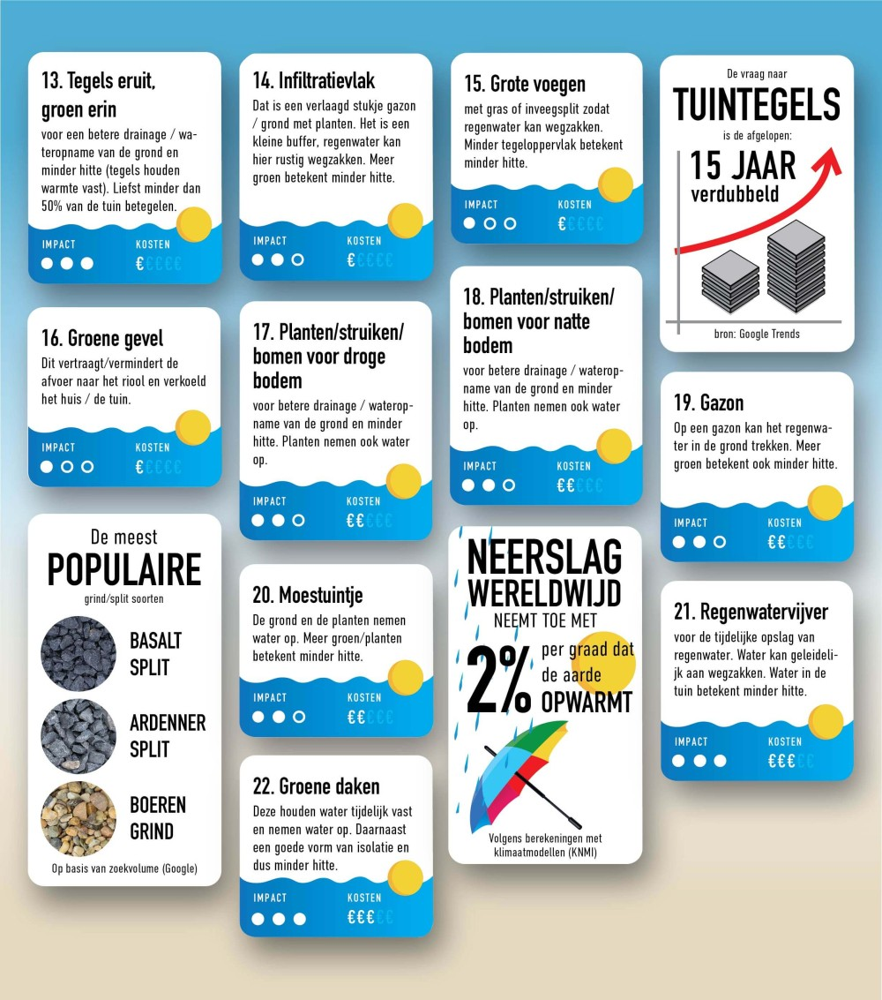 13. Tegels eruit,
groen erin
voor een betere drainage / wa-
teropname van de grond en
minder hitte (tegels houden
warmte vast). Liefst minder dan
50% van de tuin betegelen.
IMPACT KOSTEN
€€€€€
14. Infiltratievlak
Dat is een verlaagd stukje gazon
/ grond met planten. Het is een
kleine buffer, regenwater kan
hier rustig wegzakken. Meer
groen betekent minder hitte.
IMPACT KOSTEN
€€€€€
15. Grote voegen
met gras of inveegsplit zodat
regenwater kan wegzakken.
Minder tegeloppervlak betekent
minder hitte.
IMPACT KOSTEN
€€€€€
De vraag naar
TUINTEGELS
is de afgelopen:
15 JAAR
verdubbeld
bron: Google Trends
16. Groene gevel
Dit vertraagt/vermindert de
afvoer naar het riool en verkoeld
het huis / de tuin.
IMPACT KOSTEN
€€€€€
17. Planten/struiken/
bomen voor droge
bodem
voor betere drainage / waterop-
name van de grond en minder
hitte. Planten nemen ook water
op.
IMPACT KOSTEN
€€€€€
18. Planten/struiken/
bomen voor natte
bodem
voor betere drainage / waterop-
name van de grond en minder
hitte. Planten nemen ook water
op.
IMPACT KOSTEN
€€€€€
19. Gazon
Op een gazon kan het regenwa-
ter in de grond trekken. Meer
groen betekent ook minder hitte.
IMPACT KOSTEN
€€€€€
De meest
POPULAIRE
grind/split soorten
BASALT
SPLIT
ARDENNER
SPLIT
BOEREN
GRIND
Op basis van zoekvolume (Google)
20. Moestuintje
De grond en de planten nemen
water op. Meer groen/planten
betekent minder hitte.
IMPACT KOSTEN
€€€€€
NEERSLAG
WERELDWIJD
NEEMT TOE MET
2% per graad dat
de aarde
OPWARMT
Volgens berekeningen met
klimaatmodellen (KNMI)
21. Regenwatervijver
voor de tijdelijke opslag van
regenwater. Water kan geleideli-
jk aan wegzakken. Water in de
tuin betekent minder hitte.
IMPACT KOSTEN
€€€€€
22. Groene daken
Deze houden water tijdelijk vast
en nemen water op. Daarnaast
een goede vorm van isolatie en
dus minder hitte.
IMPACT KOSTEN
€€€€€